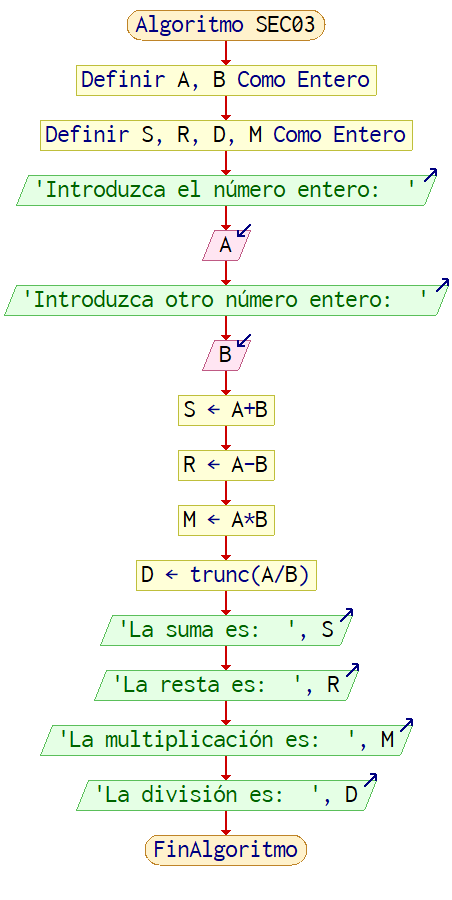 Algoritmo SEC03
Definir A, B Como Entero
Definir S, R, D, M Como Entero
'Introduzca el número entero:  '
A
'Introduzca otro número entero:  '
B
S ← A+B
R ← A-B
M ← A*B
D ← trunc(A/B)
'La suma es:  ', S
'La resta es:  ', R
'La multiplicación es:  ', M
'La división es:  ', D
FinAlgoritmo